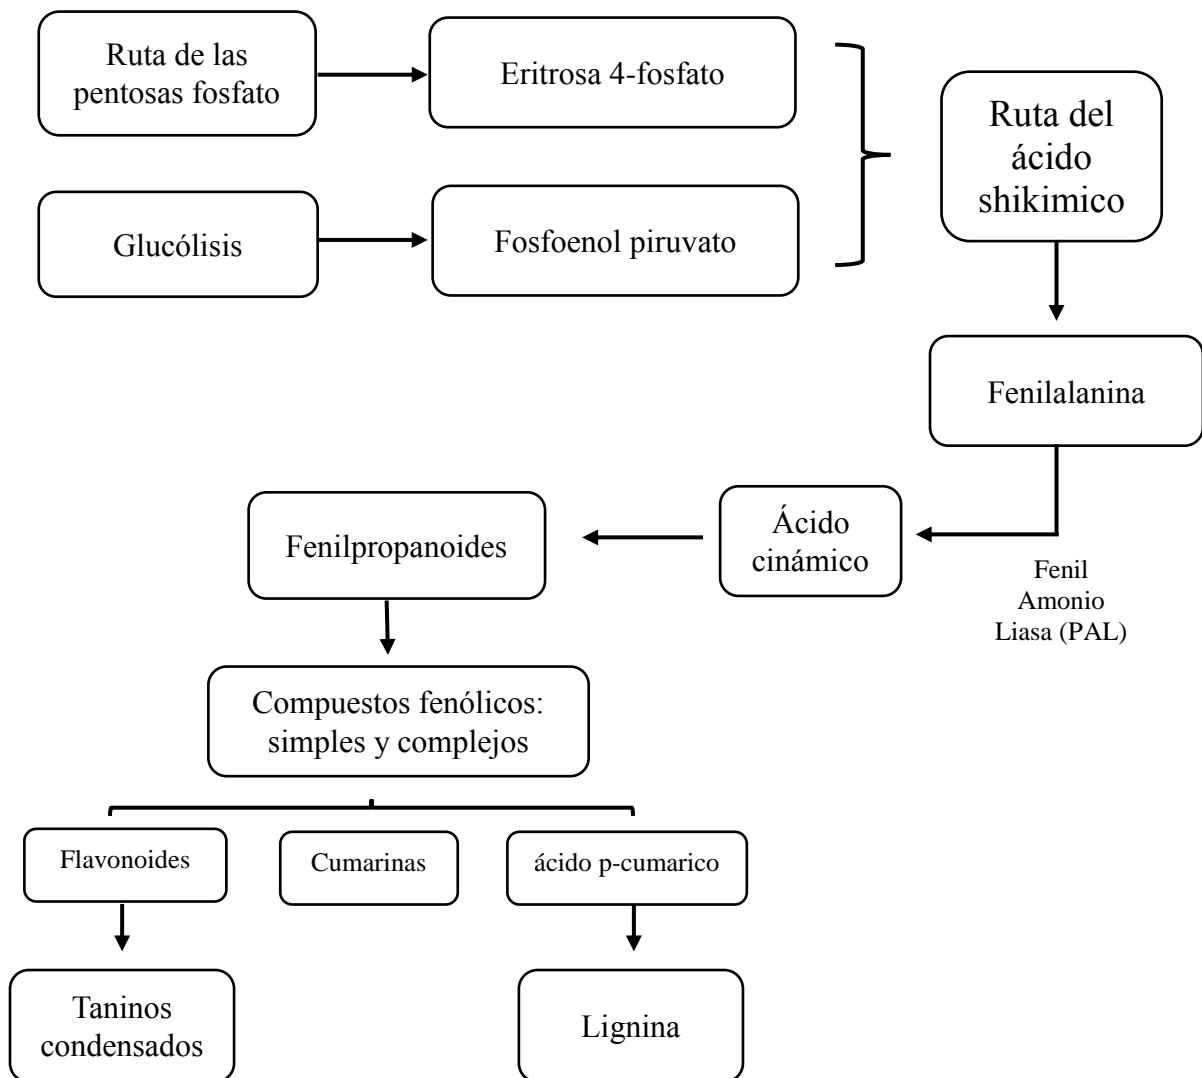 Ruta de las
pentosas fosfato
Eritrosa 4-fosfato
Glucólisis
Fosfoenol piruvato
Ruta del
ácido
shikimico
Fenilalanina
Fenil
Amonio
Liasa (PAL)
Ácido
cinámico
Fenilpropanoides
Compuestos fenólicos:
simples y complejos
Flavonoides
Cumarinas
ácido p-cumarico
Taninos
condensados
Lignina